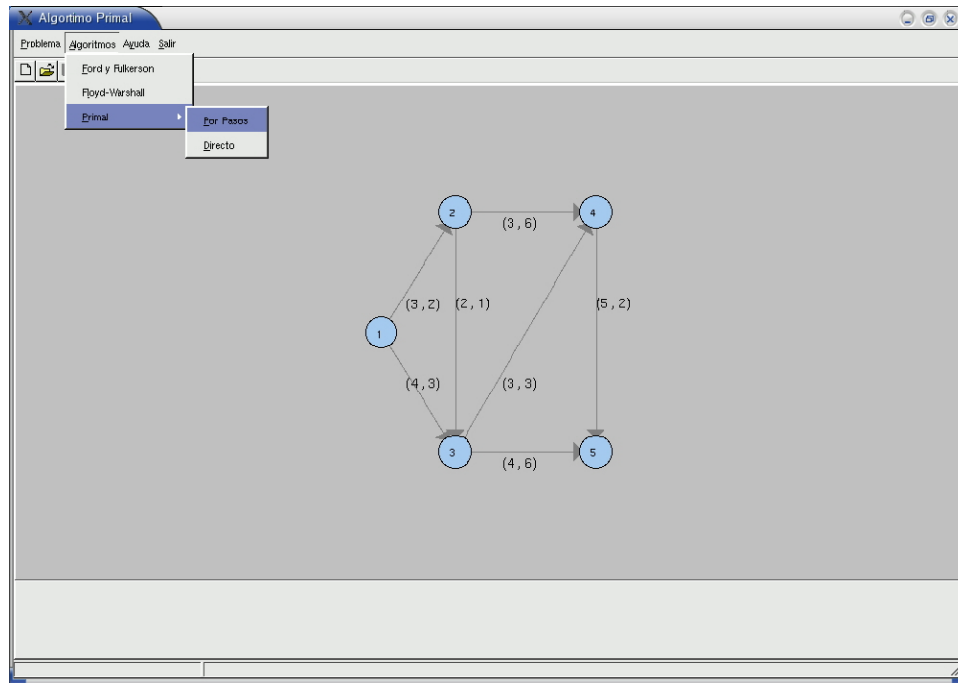 Algortimo Primal
Problema Algoritmos Ayuda Salir
Ford y Fulkerson
Floyd-Warshall
Primal
Por Pasos
Directo
2
4
(3,6)
(3,2)
(2,1)
(5,2)
1
(4,3)
(3,3)
3
5
(4,6)